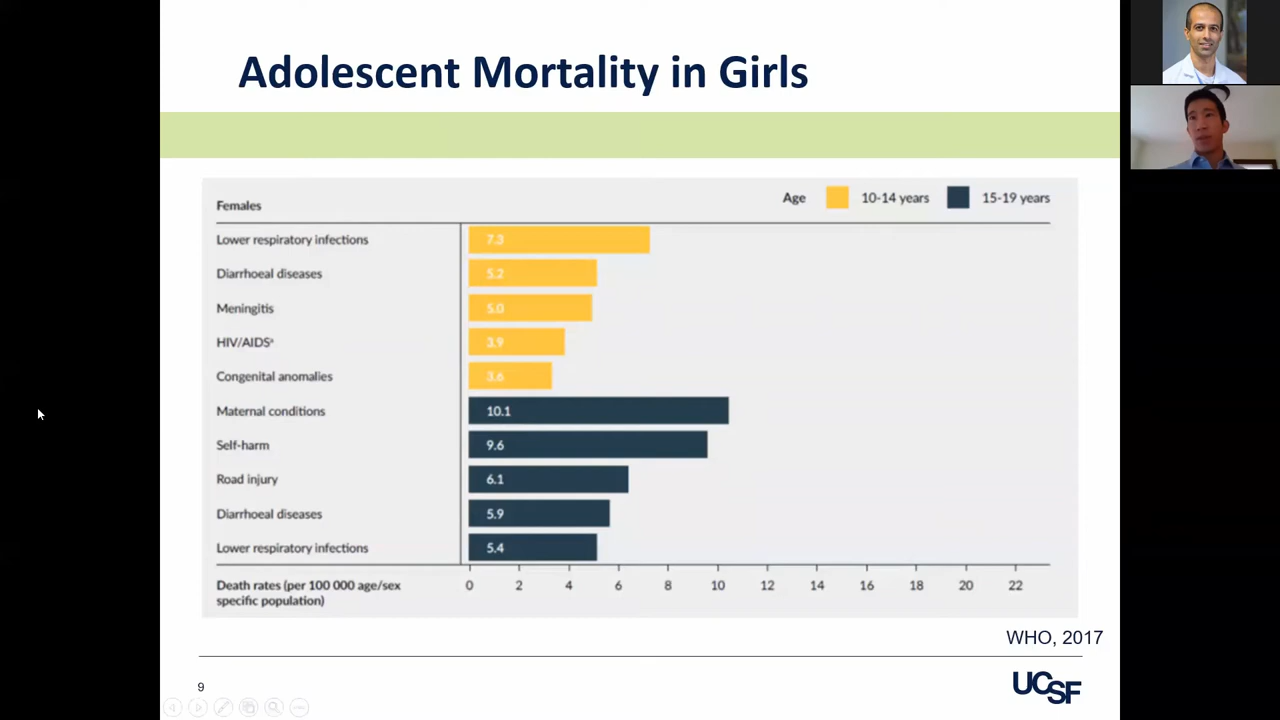 Adolescent Mortality in Girls
Females
Age 10-14 years 15-19 years
Lower respiratory infections 7.3
Diarrhoeal diseases 5.2
Meningitis 5.0
HIV/AIDSᵃ 3.9
Congenital anomalies 3.6
Maternal conditions 10.1
Self-harm 9.6
Road injury 6.1
Diarrhoeal diseases 5.9
Lower respiratory infections 5.4
Death rates (per 100 000 age/sex
specific population)
0 2 4 6 8 10 12 14 16 18 20 22
WHO, 2017
9
UCSF